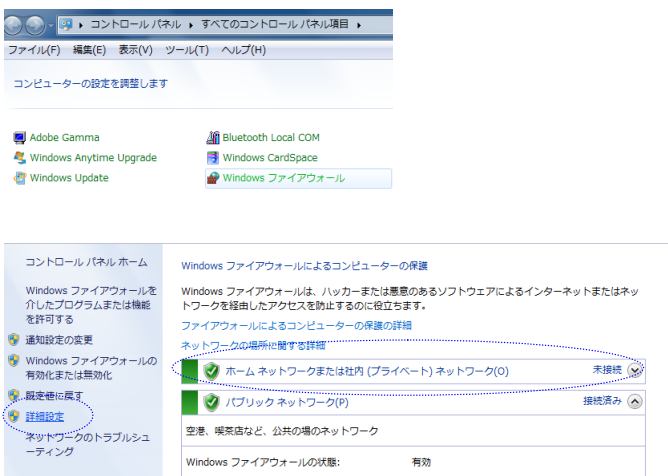 コントロール パネル ▸ すべてのコントロール パネル項目 ▸
ファイル(F) 編集(E) 表示(V) ツール(T) ヘルプ(H)
コンピューターの設定を調整します
Adobe Gamma
Bluetooth Local COM
Windows Anytime Upgrade
Windows CardSpace
Windows Update
Windows ファイアウォール
コントロール パネル ホーム
Windows ファイアウォールを
介したプログラムまたは機能
を許可する
通知設定の変更
Windows ファイアウォールの
有効化または無効化
既定値に戻す
詳細設定
ネットワークのトラブルシュ
ーティング
Windows ファイアウォールによるコンピューターの保護
Windows ファイアウォールは、ハッカーまたは悪意のあるソフトウェアによるインターネットまたはネッ
トワークを経由したアクセスを防止するのに役立ちます。
ファイアウォールによるコンピューターの保護の詳細
ネットワークの場所に関する詳細
ホーム ネットワークまたは社内 (プライベート) ネットワーク(O) 未接続
パブリック ネットワーク(P) 接続済み
空港、喫茶店など、公共の場のネットワーク
Windows ファイアウォールの状態: 有効